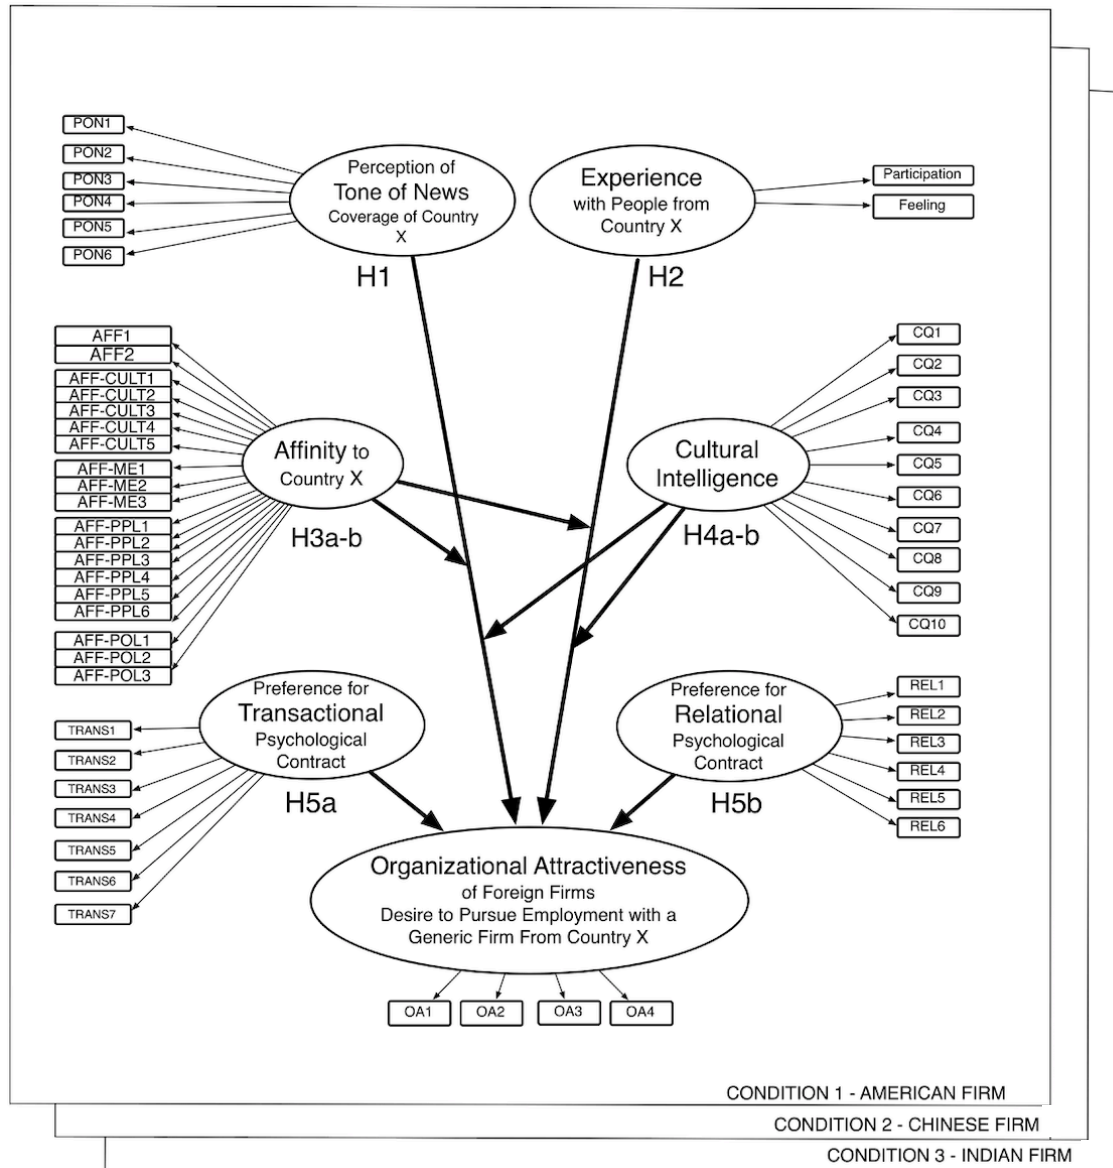 PON1
PON2
PON3
PON4
PON5
PON6
Perception of
Tone of News
Coverage of Country
X
H1
Experience
with People from
Country X
H2
Participation
Feeling
AFF1
AFF2
AFF-CULT1
AFF-CULT2
AFF-CULT3
AFF-CULT4
AFF-CULT5
AFF-ME1
AFF-ME2
AFF-ME3
AFF-PPL1
AFF-PPL2
AFF-PPL3
AFF-PPL4
AFF-PPL5
AFF-PPL6
AFF-POL1
AFF-POL2
AFF-POL3
Affinity to
Country X
H3a-b
Cultural
Intelligence
H4a-b
CQ1
CQ2
CQ3
CQ4
CQ5
CQ6
CQ7
CQ8
CQ9
CQ10
TRANS1
TRANS2
TRANS3
TRANS4
TRANS5
TRANS6
TRANS7
Preference for
Transactional
Psychological
Contract
H5a
Preference for
Relational
Psychological
Contract
H5b
REL1
REL2
REL3
REL4
REL5
REL6
Organizational Attractiveness
of Foreign Firms
Desire to Pursue Employment with a
Generic Firm From Country X
OA1
OA2
OA3
OA4
CONDITION 1 - AMERICAN FIRM
CONDITION 2 - CHINESE FIRM
CONDITION 3 - INDIAN FIRM